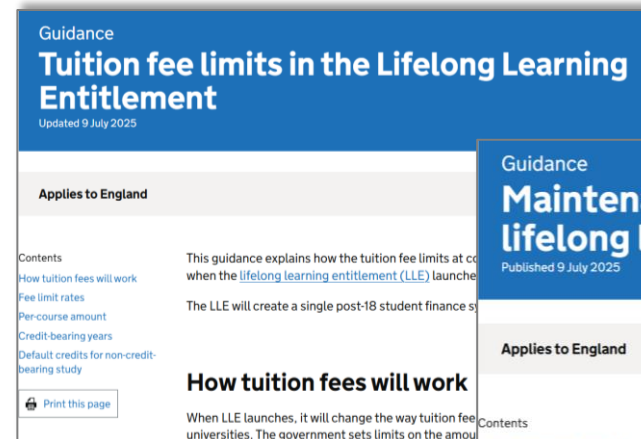 Guidance
Tuition fee limits in the Lifelong Learning
Entitlement
Updated 9 July 2025
Applies to England
Contents
How tuition fees will work
Fee limit rates
Per-course amount
Credit-bearing years
Default credits for non-credit-
bearing study
Print this page
This guidance explains how the tuition fee limits at
when the lifelong learning entitlement (LLE)
The LLE will create a single post-18 student finance
How tuition fees will work
When LLE launches, it will change the way tuition fee
universities. The government sets limits on the
Guidance
lifelong
Published 9 July 2025
Applies to England
Contents